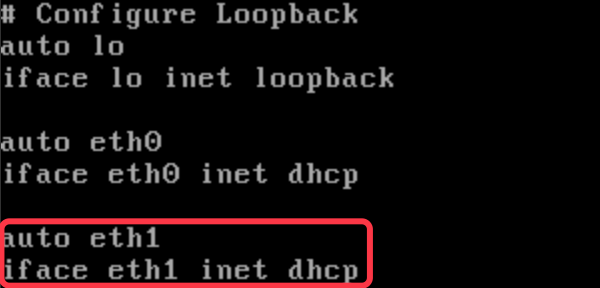 # Configure Loopback
auto lo
iface lo inet loopback
auto eth0
iface eth0 inet dhcp
auto eth1
iface eth1 inet dhcp